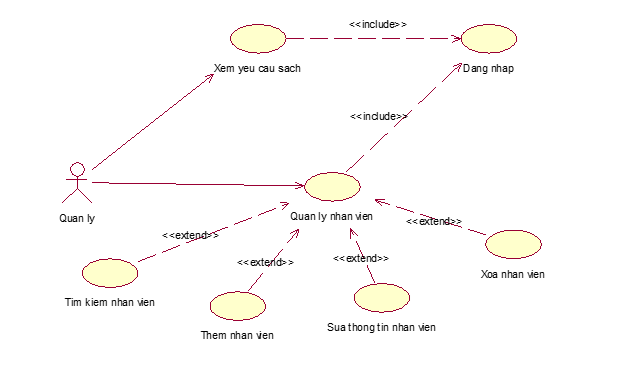 <<include>>
Xem yeu cau sach
Dang nhap
<<include>>
Quan ly
Quan ly nhan vien
<<extend>>
<<extend>>
<<extend>>
<<extend>>
Xoa nhan vien
Tim kiem nhan vien
Them nhan vien
Sua thong tin nhan vien